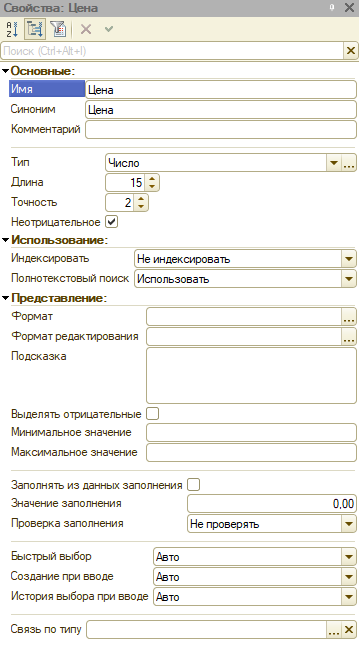 Свойства: Цена
Поиск (Ctrl+Alt+I)
Основные:
Имя Цена
Синоним Цена
Комментарий
Тип Число
Длина 15
Точность 2
Неотрицательное
Использование:
Индексировать Не индексировать
Полнотекстовый поиск Использовать
Представление:
Формат
Формат редактирования
Подсказка
Выделять отрицательные
Минимальное значение
Максимальное значение
Заполнять из данных заполнения
Значение заполнения 0,00
Проверка заполнения Не проверять
Быстрый выбор Авто
Создание при вводе Авто
История выбора при вводе Авто
Связь по типу